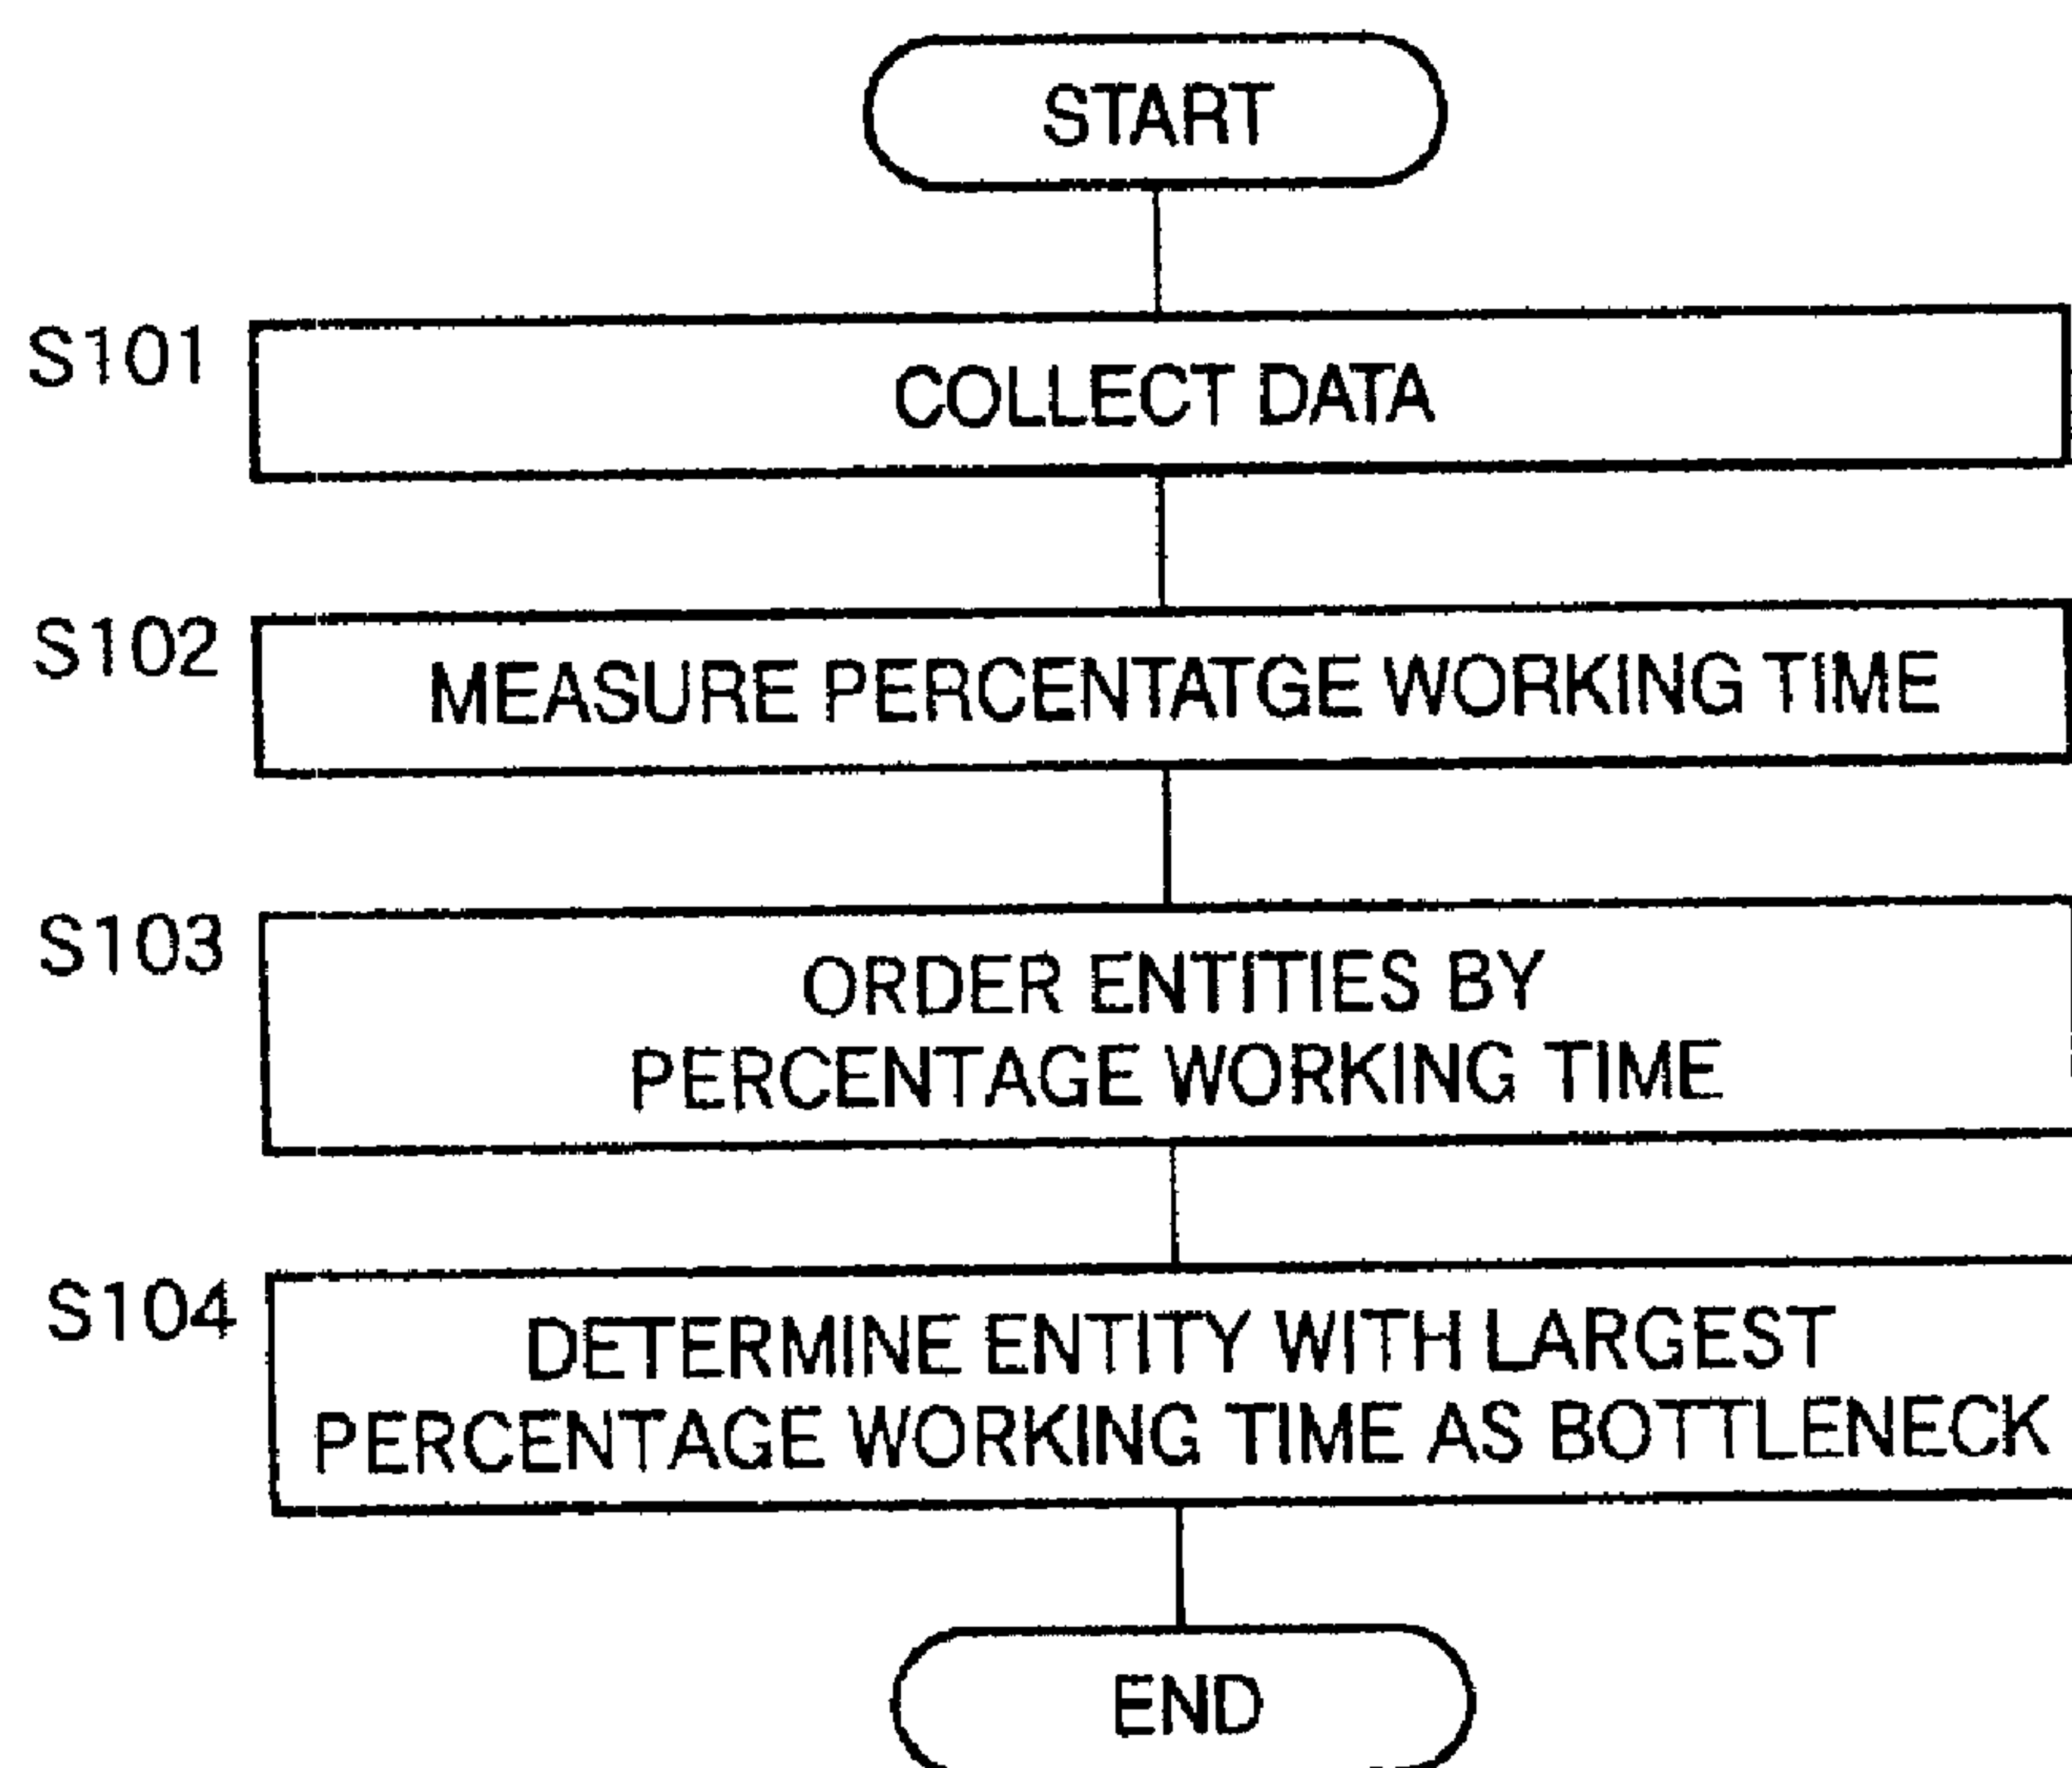 START
S101
COLLECT DATA
S102
MEASURE PERCENTATGE WORKING TIME
S103
ORDER ENTITIES BY
PERCENTAGE WORKING TIME
S104
DETERMINE ENTITY WITH LARGEST
PERCENTAGE WORKING TIME AS BOTTLENECK
END